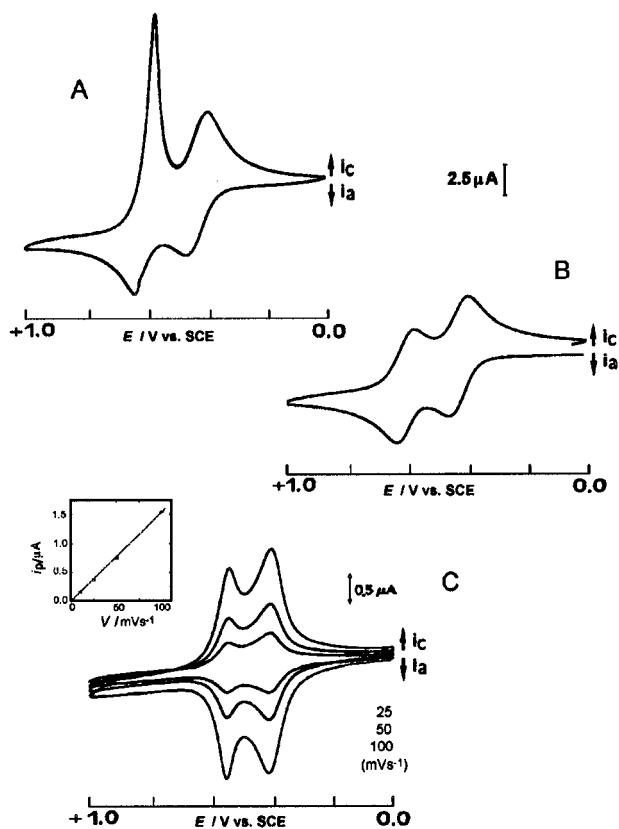 A
ic
ia
2.5 μA
+1.0
E / V vs. SCE
0.0
B
ic
ia
+1.0
E / V vs. SCE
0.0
1.5
1.0
0.5
0.0
ip/μA
0
50
100
V / mVs-1
0,5 μA
C
ic
ia
25
50
100
(mVs-1)
+1.0
E / V vs. SCE
0.0